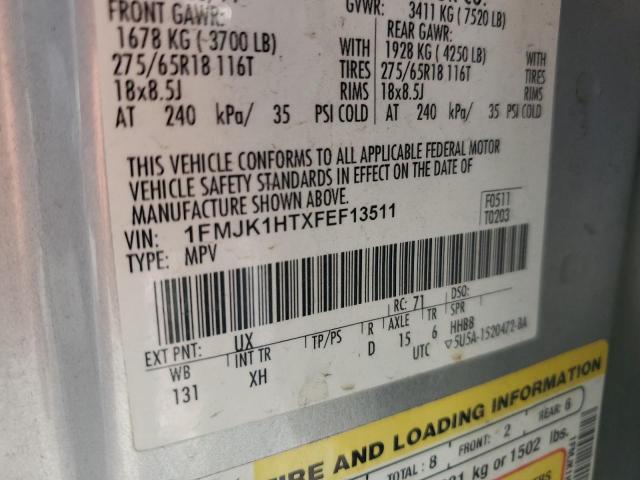 FRONT GAWR:
1678 KG ( 3700 LB)
WITH
275/65R18 116T
TIRES
18x8.5J
RIMS
AT 240 kPa/ 35 PSI COLD
GVWR: 3411 KG ( 7520 LB)
REAR GAWR:
1928 KG ( 4250 LB)
WITH
275/65R18 116T
TIRES
18x8.5J
RIMS
AT 240 kPa/ 35 PSI COLD
THIS VEHICLE CONFORMS TO ALL APPLICABLE FEDERAL MOTOR
VEHICLE SAFETY STANDARDS IN EFFECT ON THE DATE OF
MANUFACTURE SHOWN ABOVE.
VIN: 1FMJK1HTXFEF13511
TYPE: MPV
F0511
T0203
RC: 71 DSO:
EXT PNT: UX
WB INT TR TP/PS R AXLE TR SPR
131 XH D 15 6 HHBB
UTC ▽5U5A-1520472-BA
TIRE AND LOADING INFORMATION
TOTAL: 8 FRONT: 2 REAR: 6
kg or 1502 lbs.